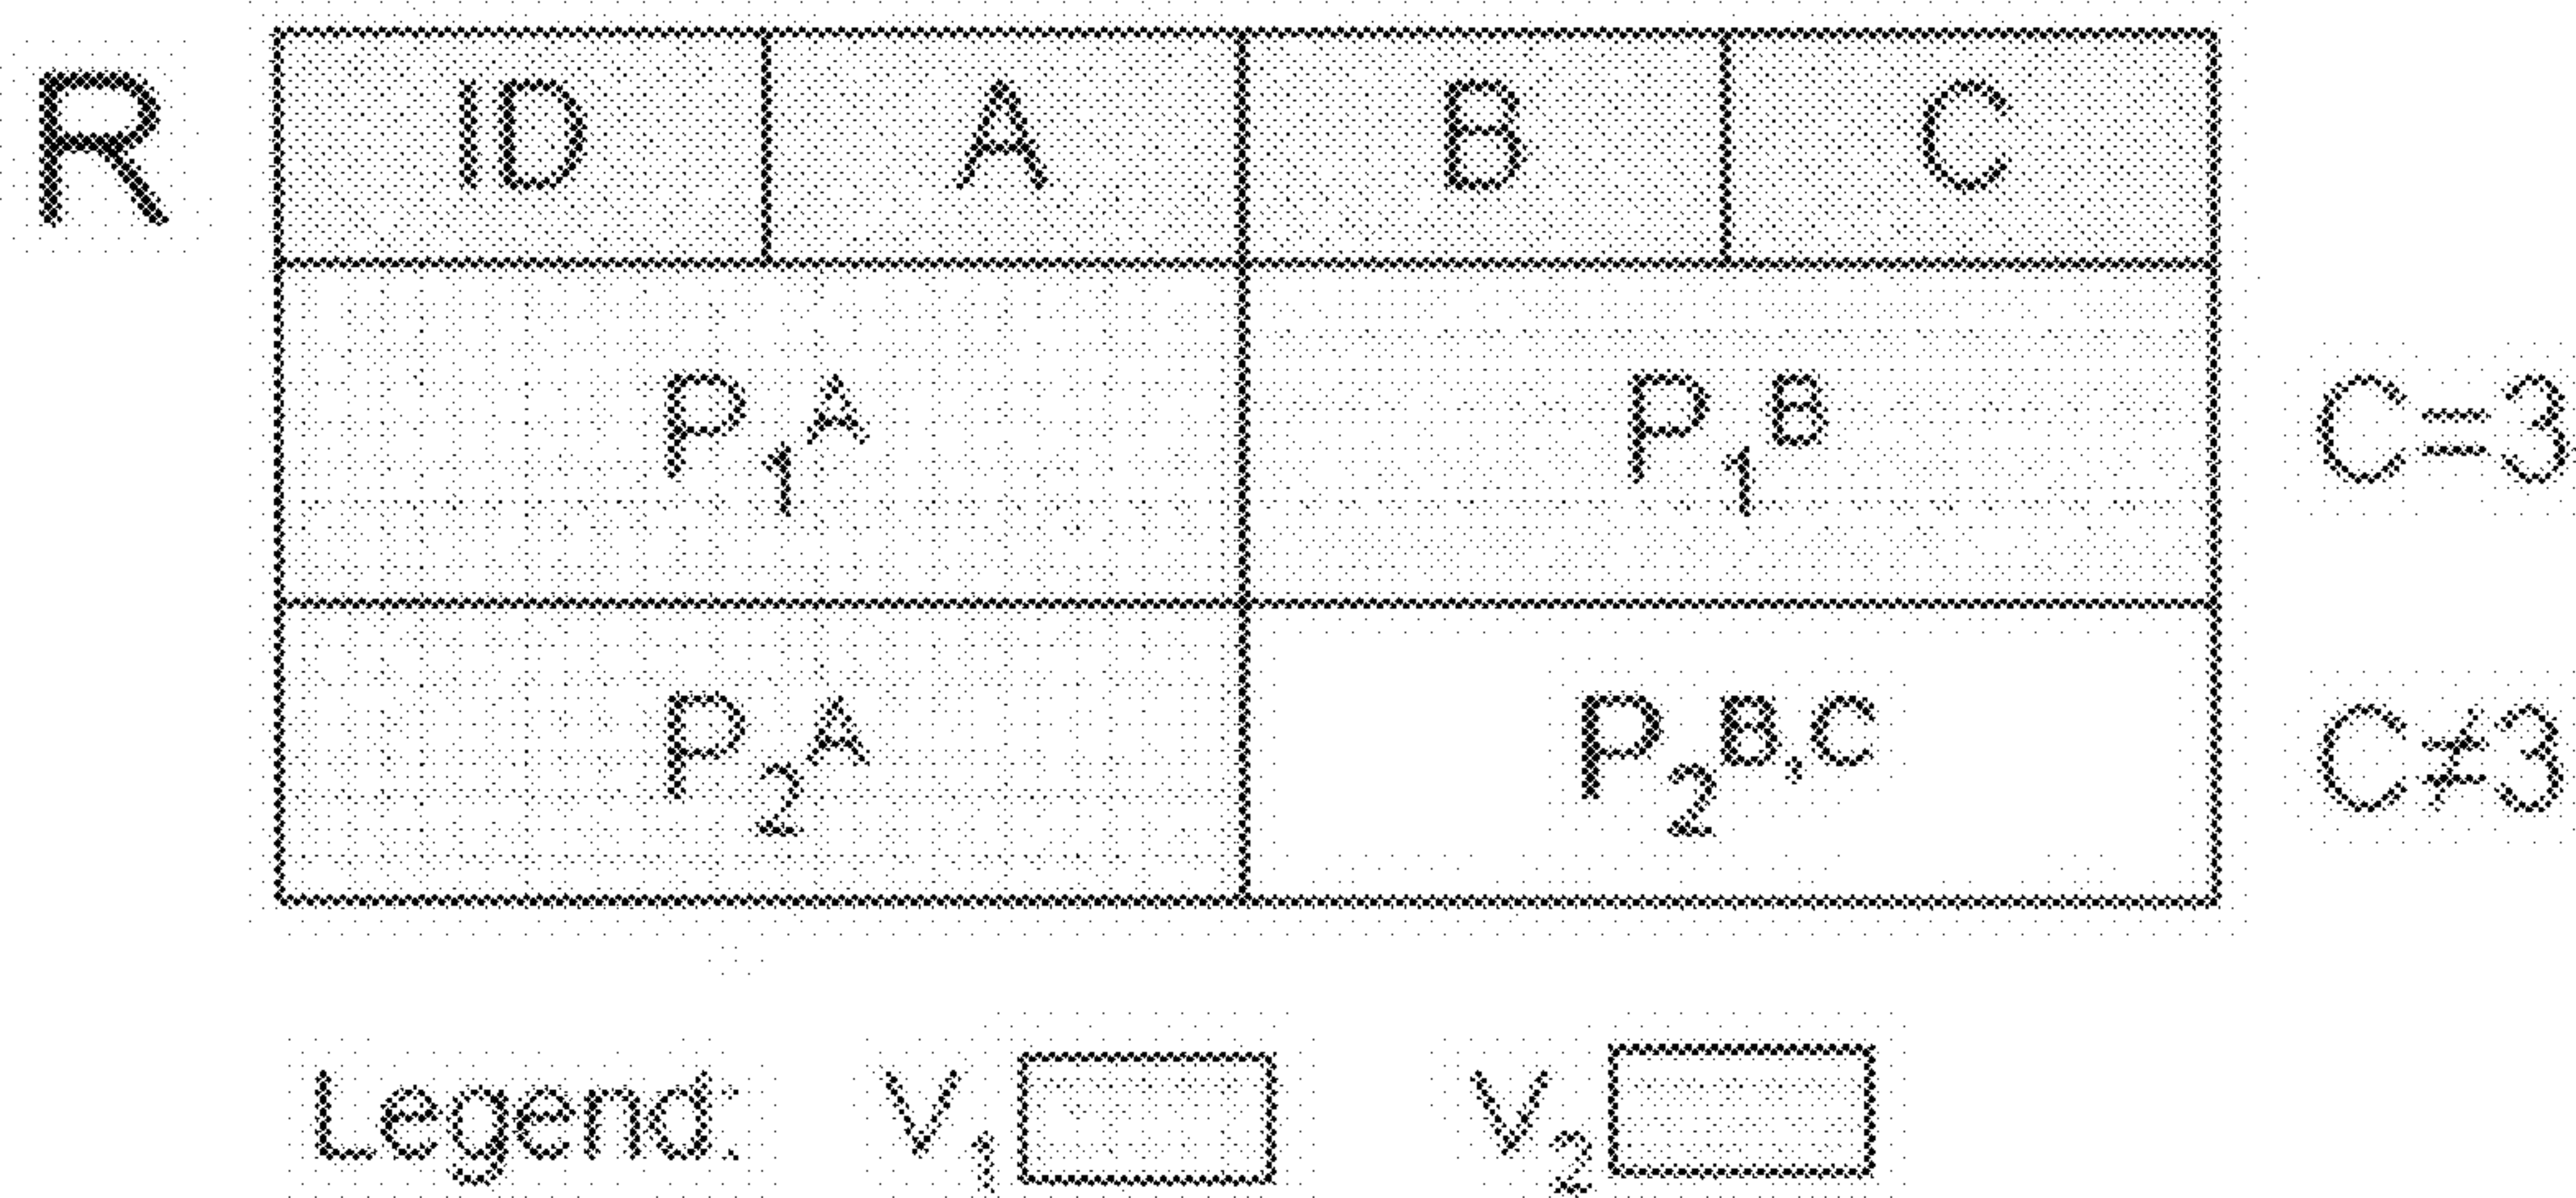 R ID A B C
P₁ᴬ P₁ᴮ C=3
P₂ᴬ P₂ᴮ,ᶜ C≠3
Legend: V₁ V₂